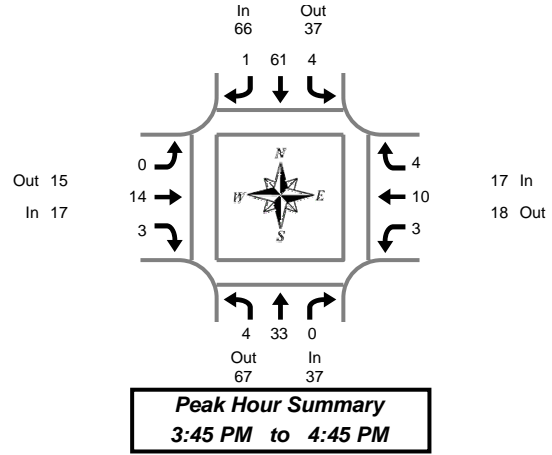 In Out
66 37
1 61 4
0 N 4
Out 15 14 W E 10 17 In
In 17 3 S 3 18 Out
4 33 0
Out In
67 37
Peak Hour Summary
3:45 PM to 4:45 PM